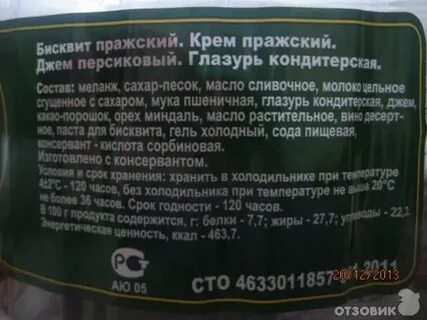 Бисквит пражский. Крем пражский.
Джем персиковый. Глазурь кондитерская.
Состав: меланж, сахар-песок, масло сливочное, молоко цельное
сгущенное с сахаром, мука пшеничная, глазурь кондитерская, джем,
какао-порошок, орех миндаль, масло растительное, вино десерт-
ное, паста для бисквита, гель холодный, сода пищевая,
консервант - кислота сорбиновая.
Изготовлено с консервантом.
Условия и срок хранения: хранить в холодильнике при температуре
4±2°С - 120 часов, без холодильника при температуре не выше 20°С
не более 36 часов. Срок годности - 120 часов.
В 100 г продукта содержится, г: белки - 7,7; жиры - 27,7; углеводы - 22,
Энергетическая ценность, ккал - 463,7.
РСТ
АЮ 05
СТО 4633011857 2011
20/12/2013
ОТЗОВИК